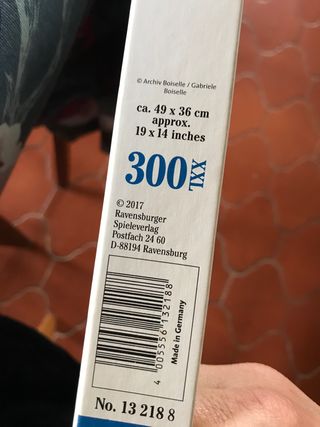 © Archiv Boiselle / Gabriele
Boiselle
ca. 49 x 36 cm
approx.
19 x 14 inches
300 XXL
© 2017
Ravensburger
Spieleverlag
Postfach 24 60
D-88194 Ravensburg
4 005556 132188
Made in Germany
No. 13 218 8